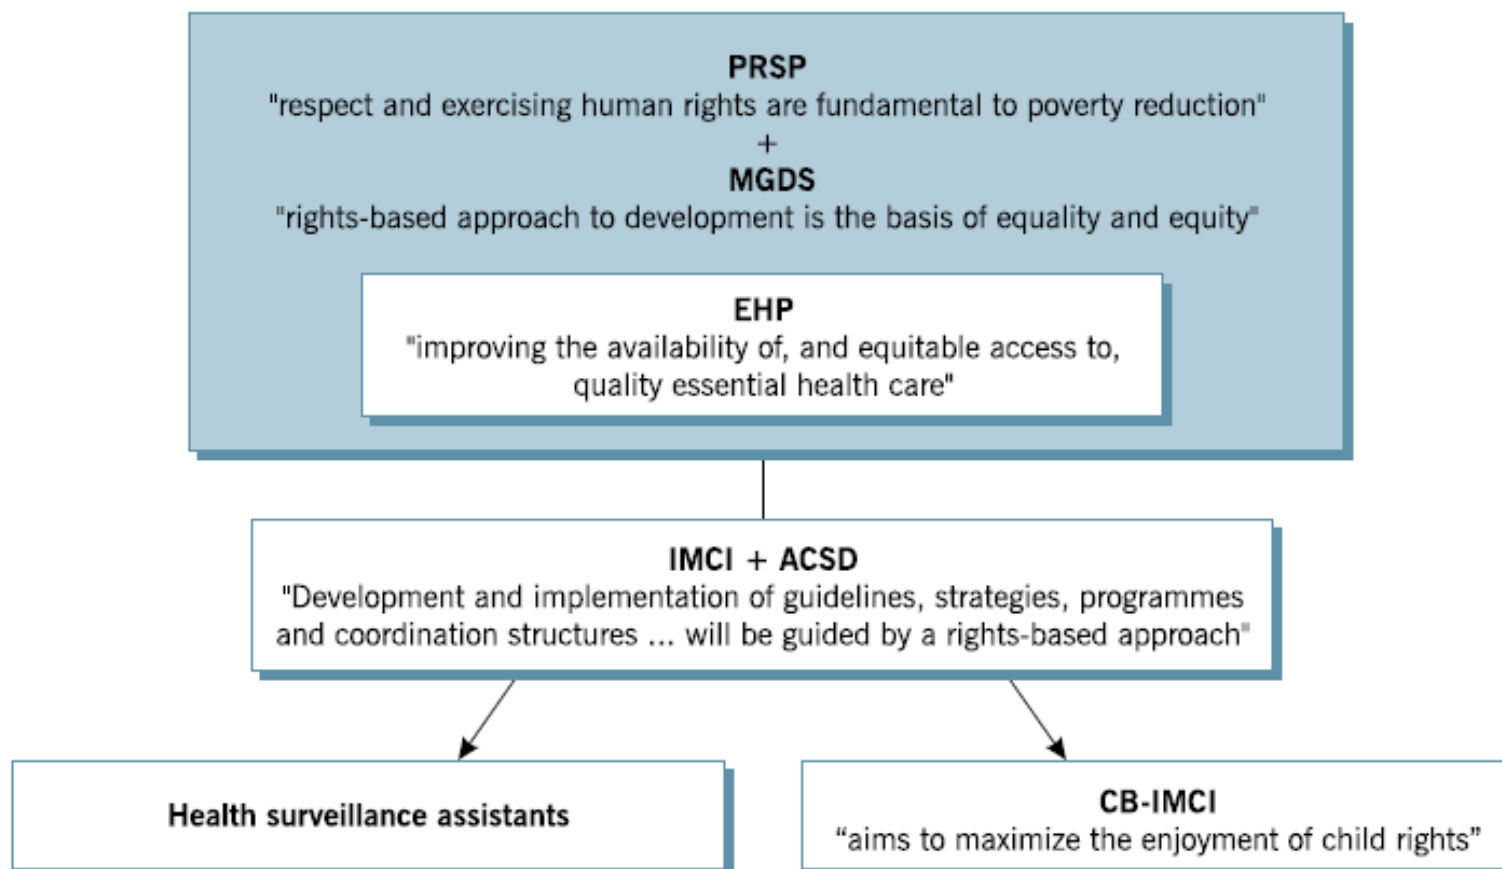 PRSP
"respect and exercising human rights are fundamental to poverty reduction"
+
MGDS
"rights-based approach to development is the basis of equality and equity"
EHP
"improving the availability of, and equitable access to,
quality essential health care"
IMCI + ACSD
"Development and implementation of guidelines, strategies, programmes
and coordination structures ... will be guided by a rights-based approach"
Health surveillance assistants
CB-IMCI
“aims to maximize the enjoyment of child rights”